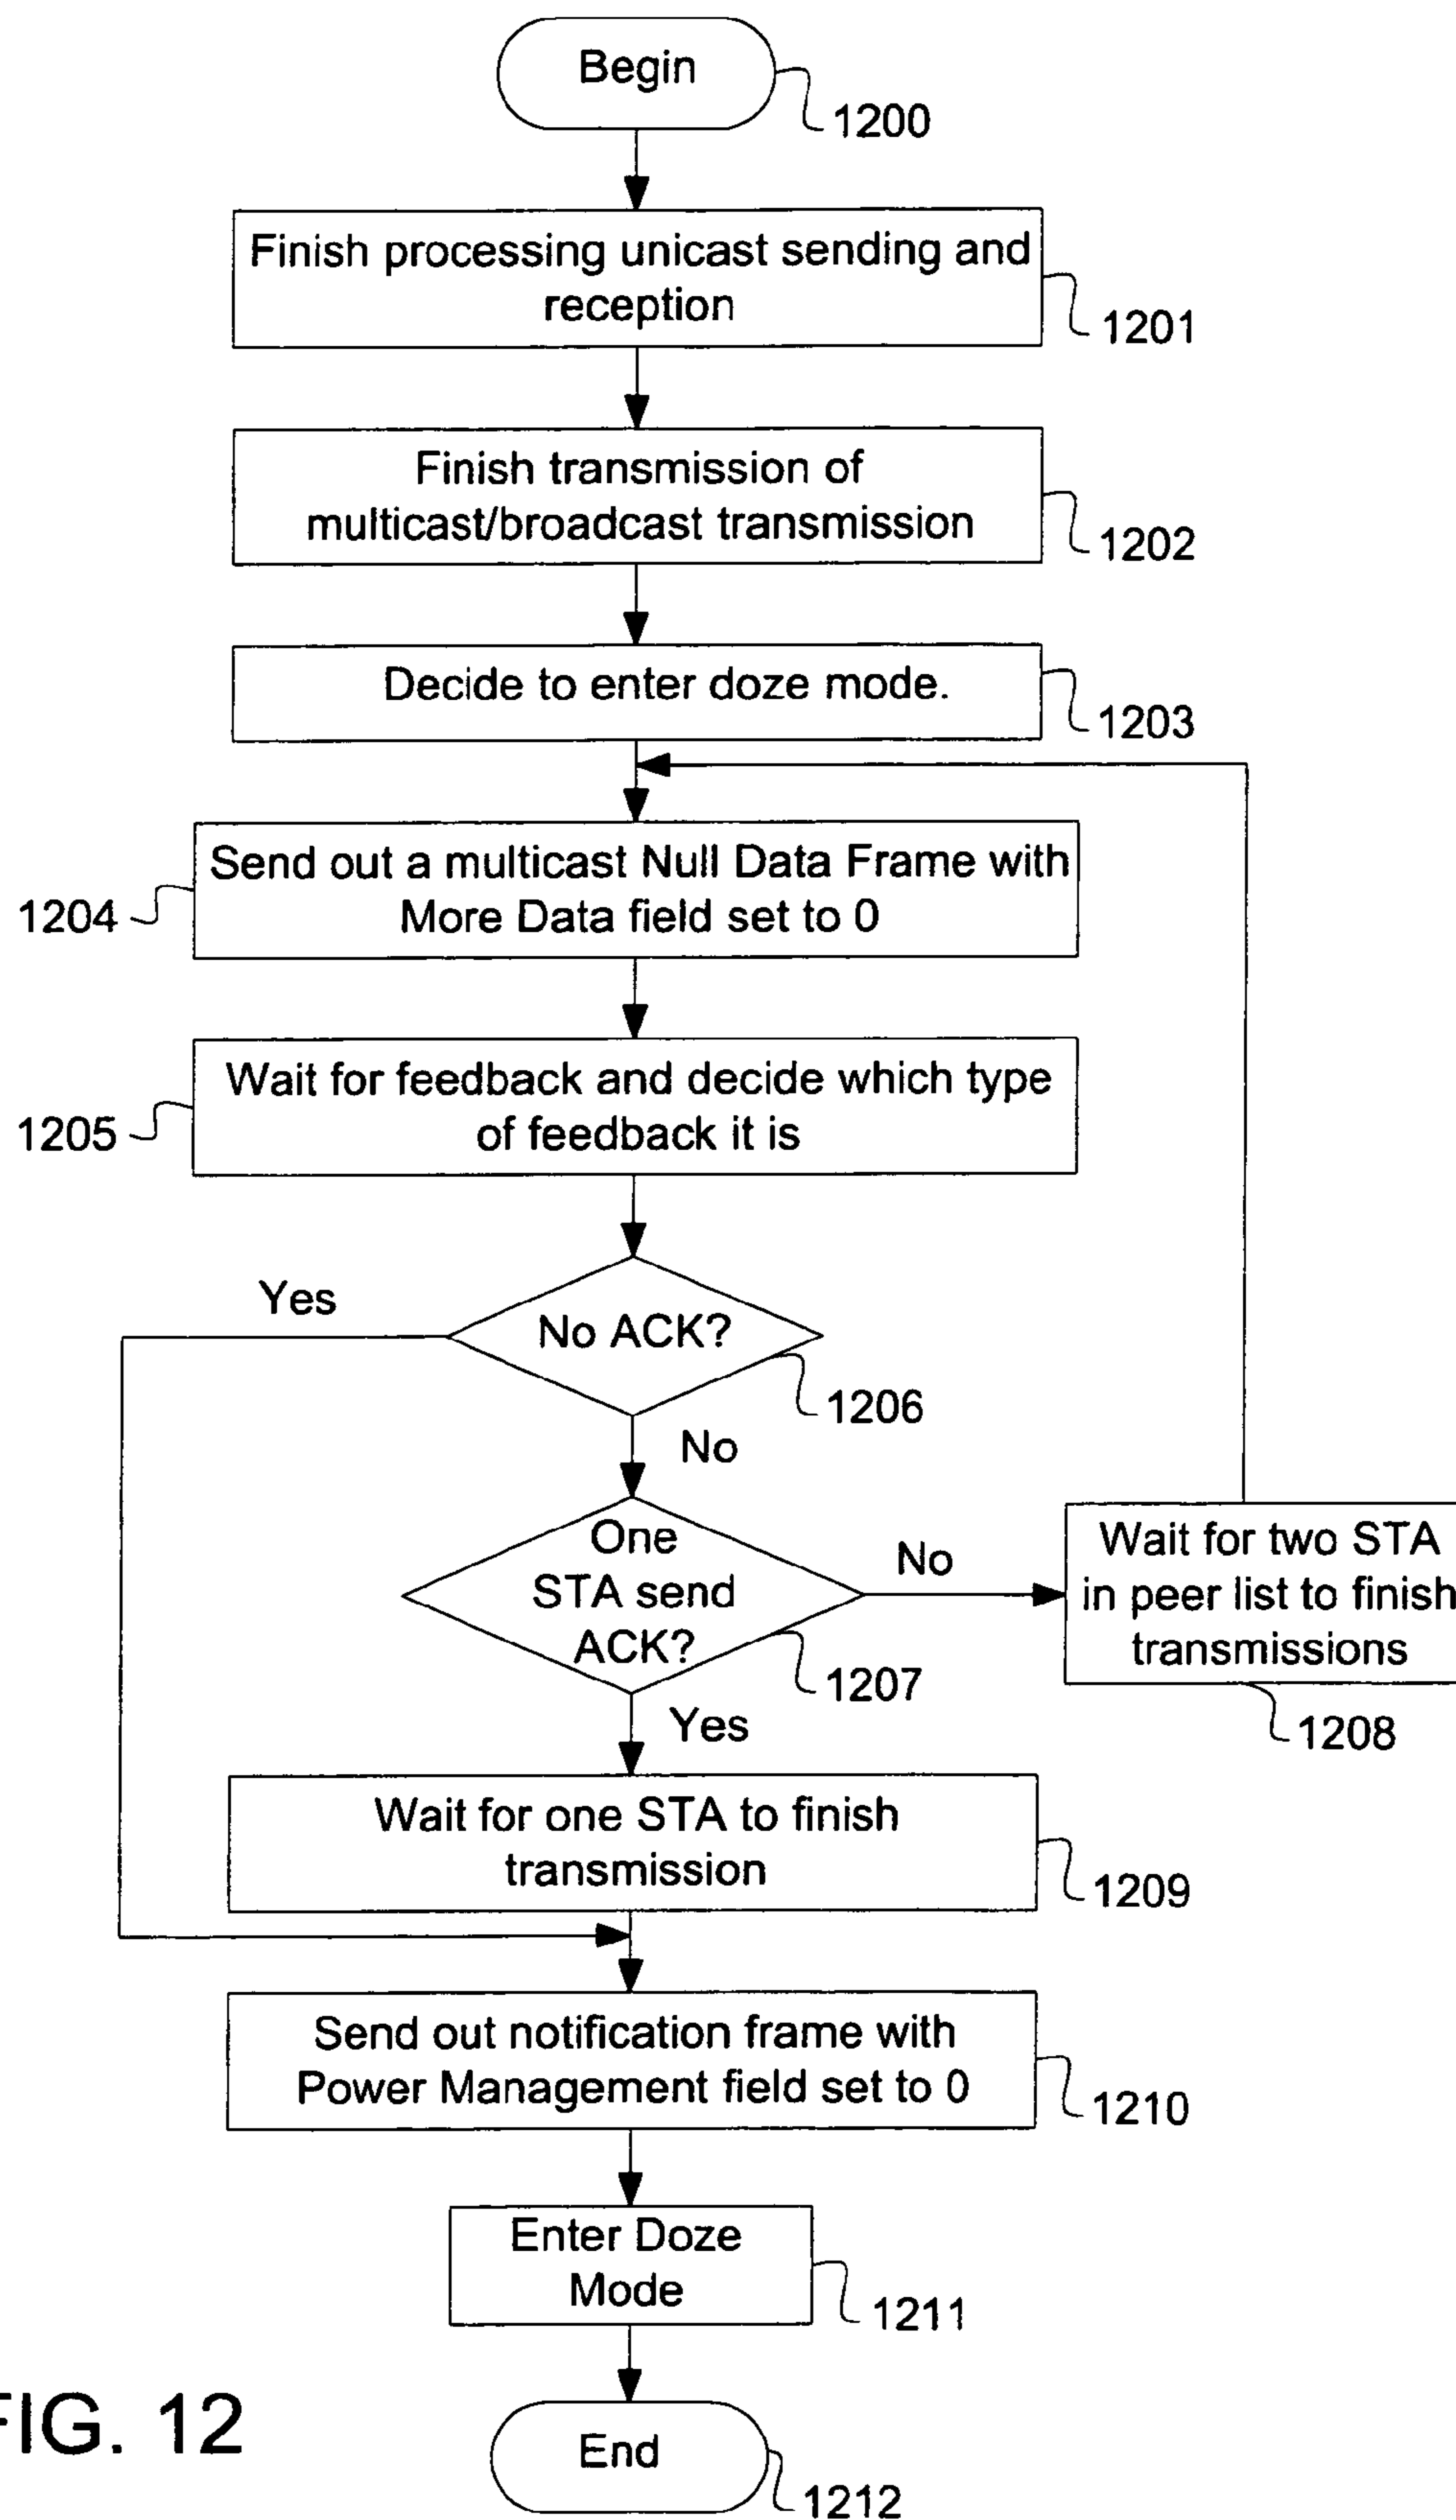 Begin
1200
Finish processing unicast sending and
reception
1201
Finish transmission of
multicast/broadcast transmission
1202
Decide to enter doze mode.
1203
Send out a multicast Null Data Frame with
More Data field set to 0
1204
Wait for feedback and decide which type
of feedback it is
1205
Yes
No ACK?
1206
No
One
STA send
ACK?
1207
No
Wait for two STA
in peer list to finish
transmissions
1208
Yes
Wait for one STA to finish
transmission
1209
Send out notification frame with
Power Management field set to 0
1210
Enter Doze
Mode
1211
End
1212
FIG. 12